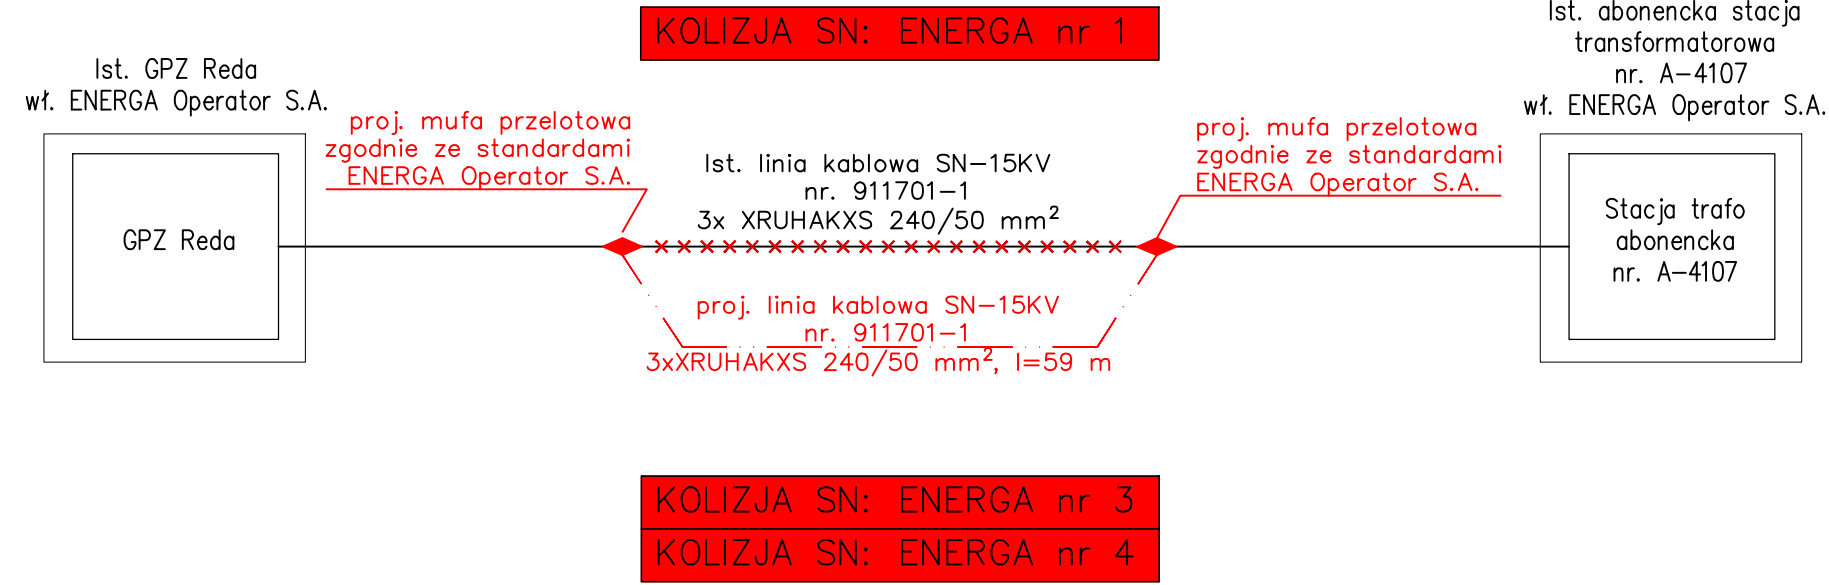 KOLIZJA SN: ENERGA nr 1
Ist. GPZ Reda
wł. ENERGA Operator S.A.
Ist. abonencka stacja
transformatorowa
nr. A-4107
wł. ENERGA Operator S.A.
proj. mufa przelotowa
zgodnie ze standardami
ENERGA Operator S.A.
Ist. linia kablowa SN-15KV
nr. 911701-1
3x XRUHAKXS 240/50 mm²
proj. mufa przelotowa
zgodnie ze standardami
ENERGA Operator S.A.
GPZ Reda
Stacja trafo
abonencka
nr. A-4107
proj. linia kablowa SN-15KV
nr. 911701-1
3xXRUHAKXS 240/50 mm², l=59 m
KOLIZJA SN: ENERGA nr 3
KOLIZJA SN: ENERGA nr 4